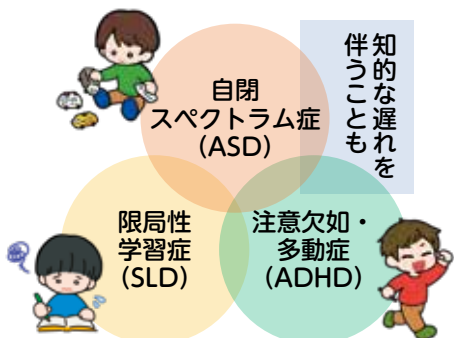 自閉
スペクトラム症
(ASD)
知的な遅れを
伴うことも
限局性
学習症
(SLD)
注意欠如・
多動症
(ADHD)